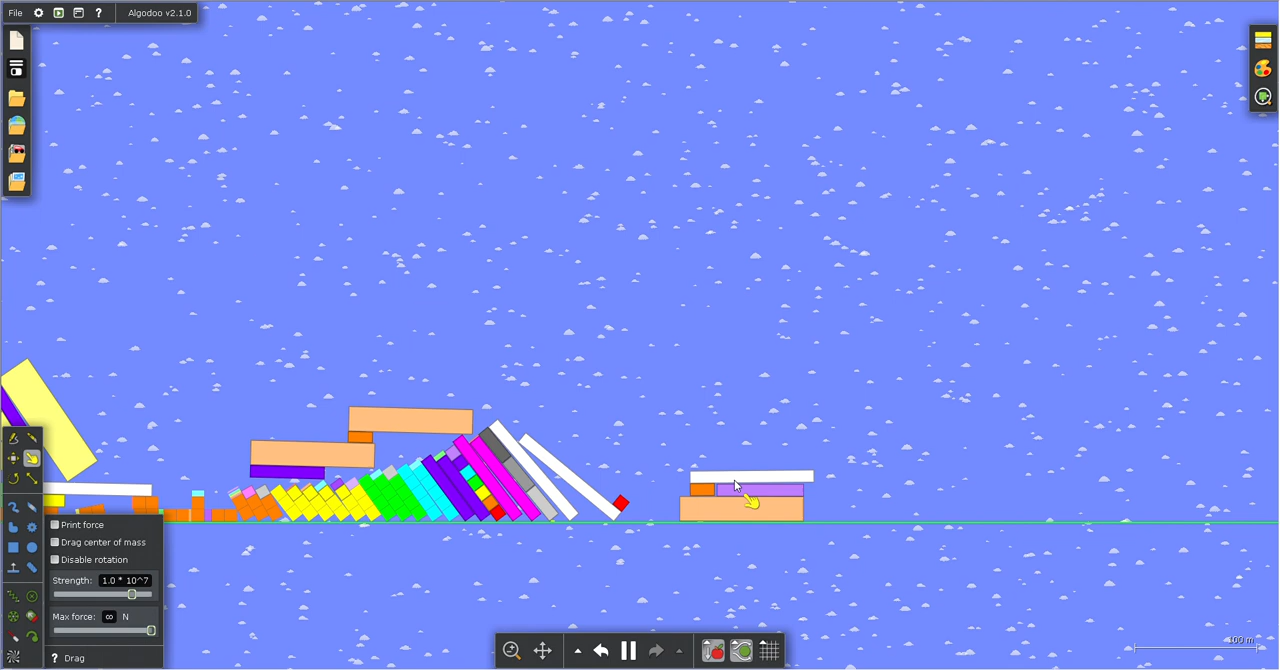 File ? Algodoo v2.1.0
Print force
Drag center of mass
Disable rotation
Strength: 1.0 * 10^7
Max force: ∞ N
? Drag
100 m